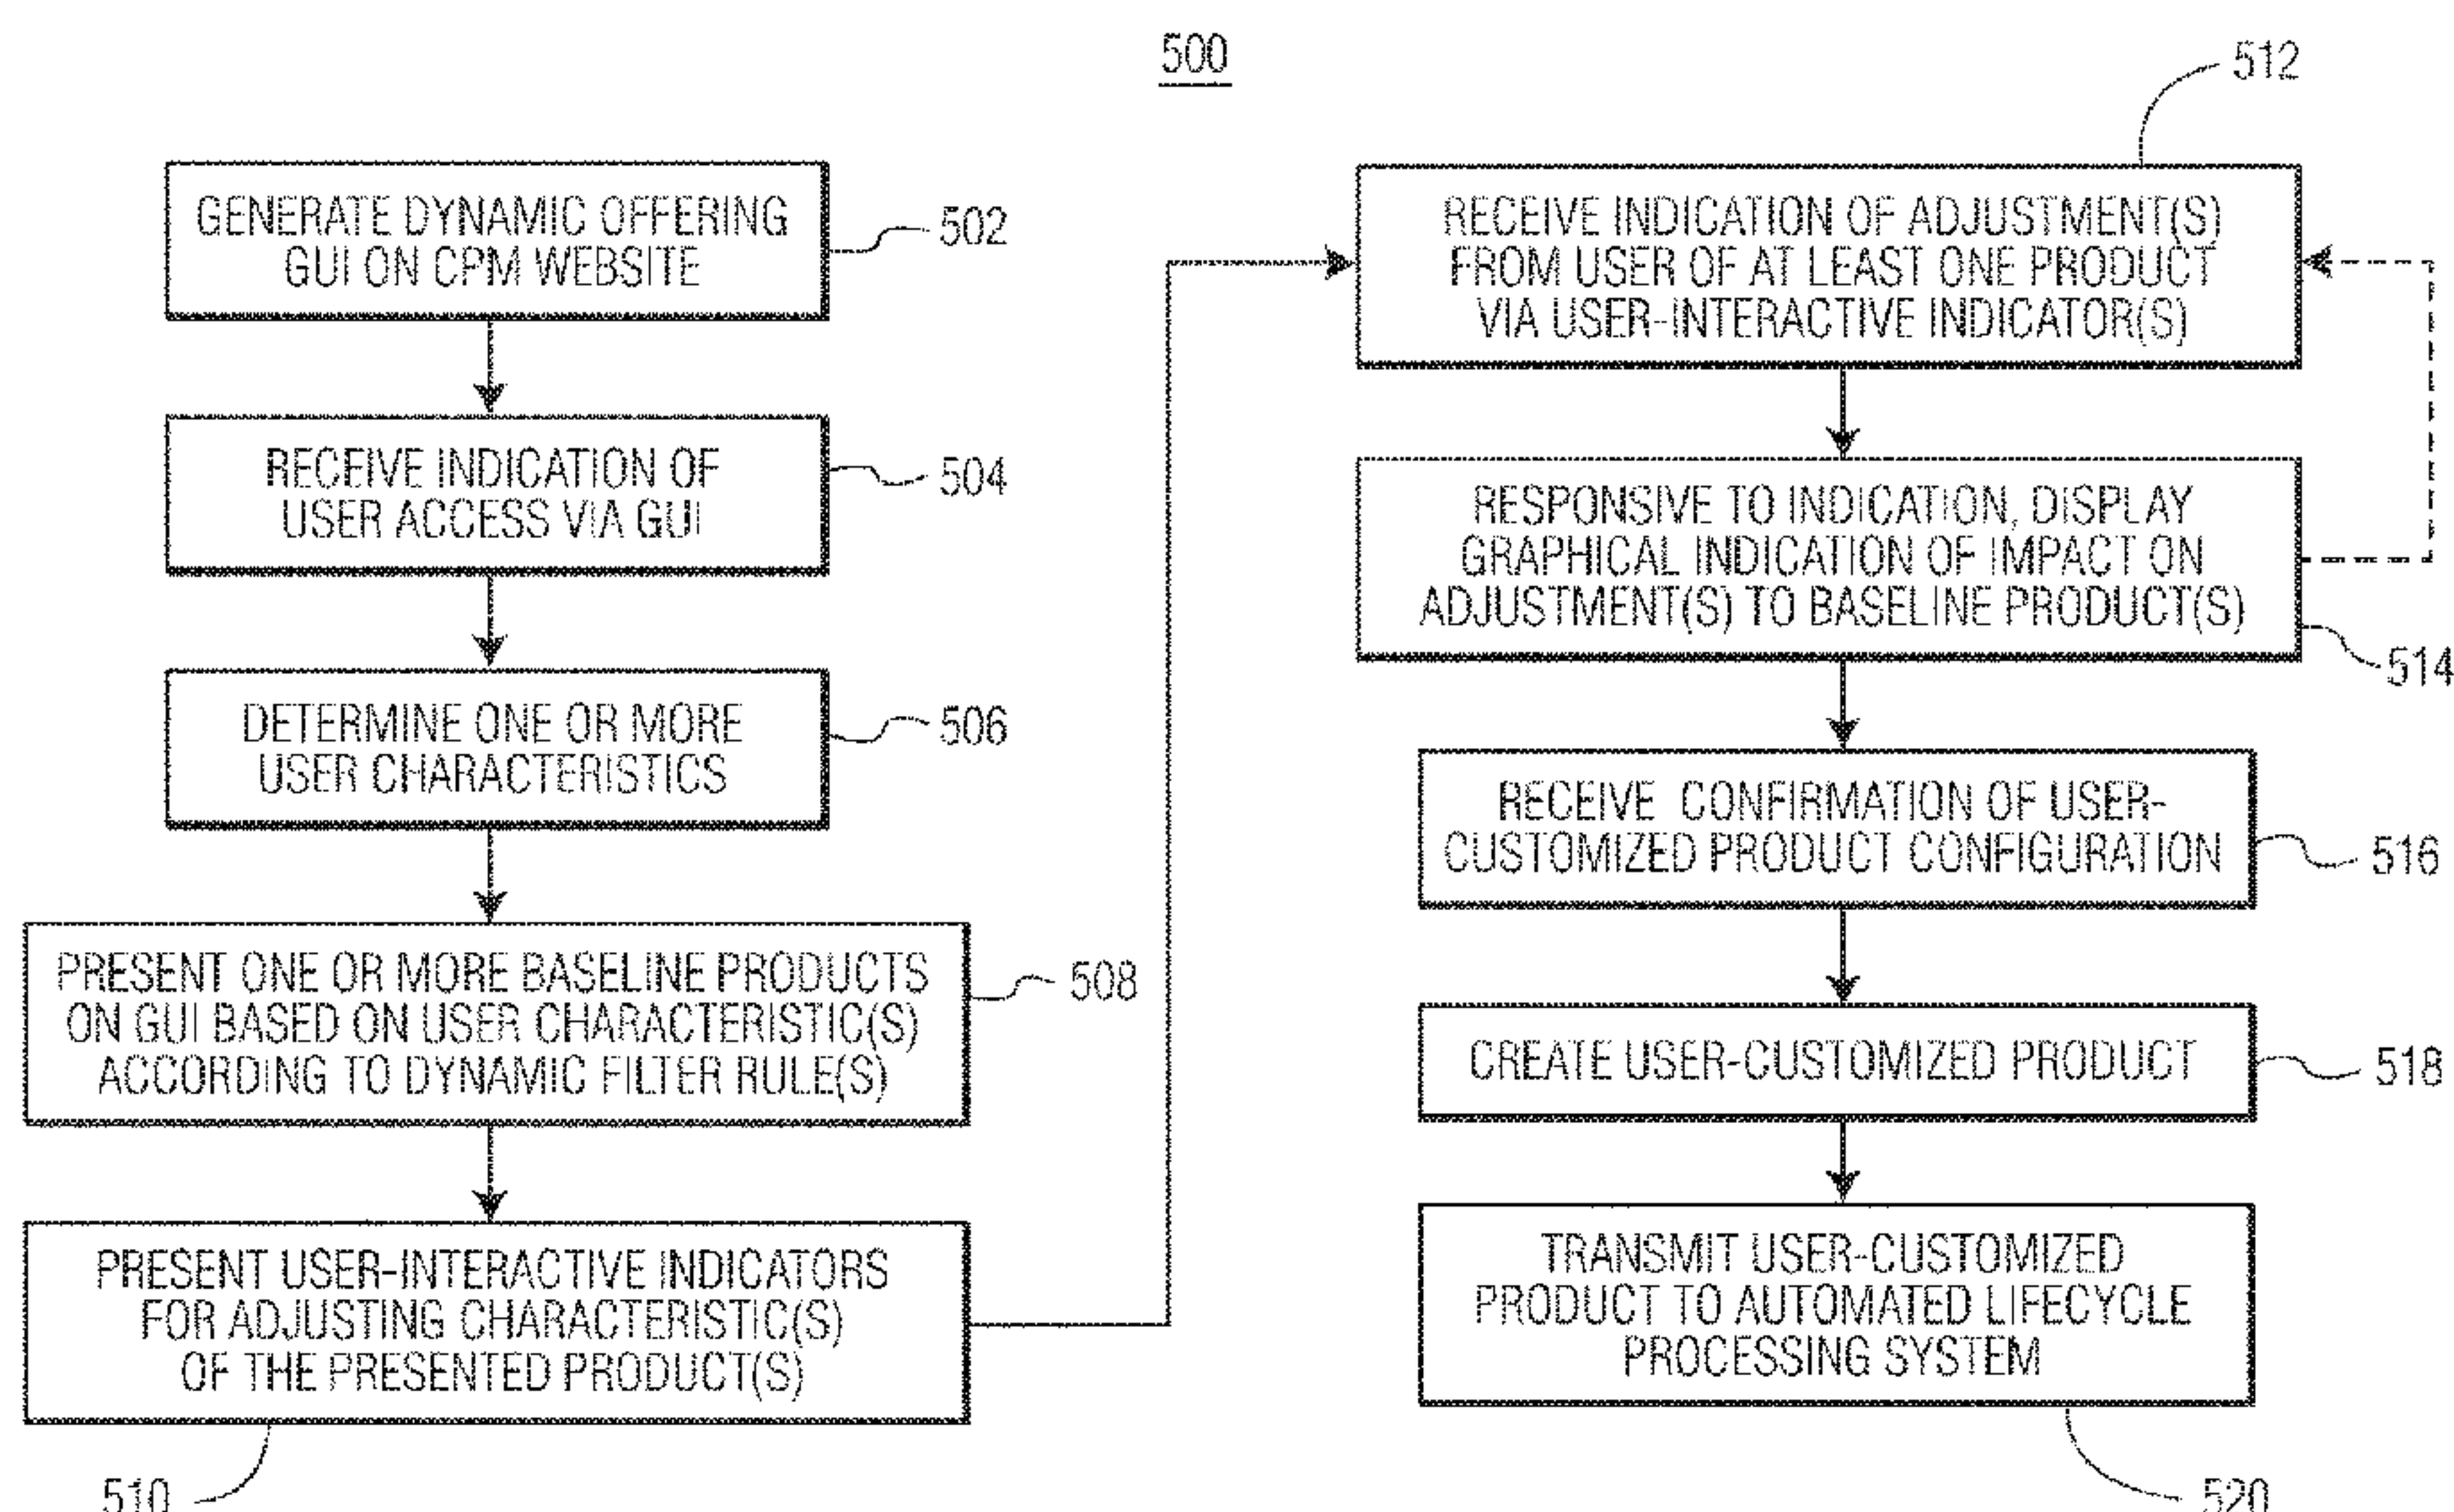 500
GENERATE DYNAMIC OFFERING
GUI ON CPM WEBSITE
502
RECEIVE INDICATION OF
USER ACCESS VIA GUI
504
DETERMINE ONE OR MORE
USER CHARACTERISTICS
506
PRESENT ONE OR MORE BASELINE PRODUCTS
ON GUI BASED ON USER CHARACTERISTIC(S)
ACCORDING TO DYNAMIC FILTER RULE(S)
508
PRESENT USER-INTERACTIVE INDICATORS
FOR ADJUSTING CHARACTERISTIC(S)
OF THE PRESENTED PRODUCT(S)
510
512
RECEIVE INDICATION OF ADJUSTMENT(S)
FROM USER OF AT LEAST ONE PRODUCT
VIA USER-INTERACTIVE INDICATOR(S)
RESPONSIVE TO INDICATION, DISPLAY
GRAPHICAL INDICATION OF IMPACT ON
ADJUSTMENT(S) TO BASELINE PRODUCT(S)
514
RECEIVE CONFIRMATION OF USER-
CUSTOMIZED PRODUCT CONFIGURATION
516
CREATE USER-CUSTOMIZED PRODUCT
518
TRANSMIT USER-CUSTOMIZED
PRODUCT TO AUTOMATED LIFECYCLE
PROCESSING SYSTEM
520